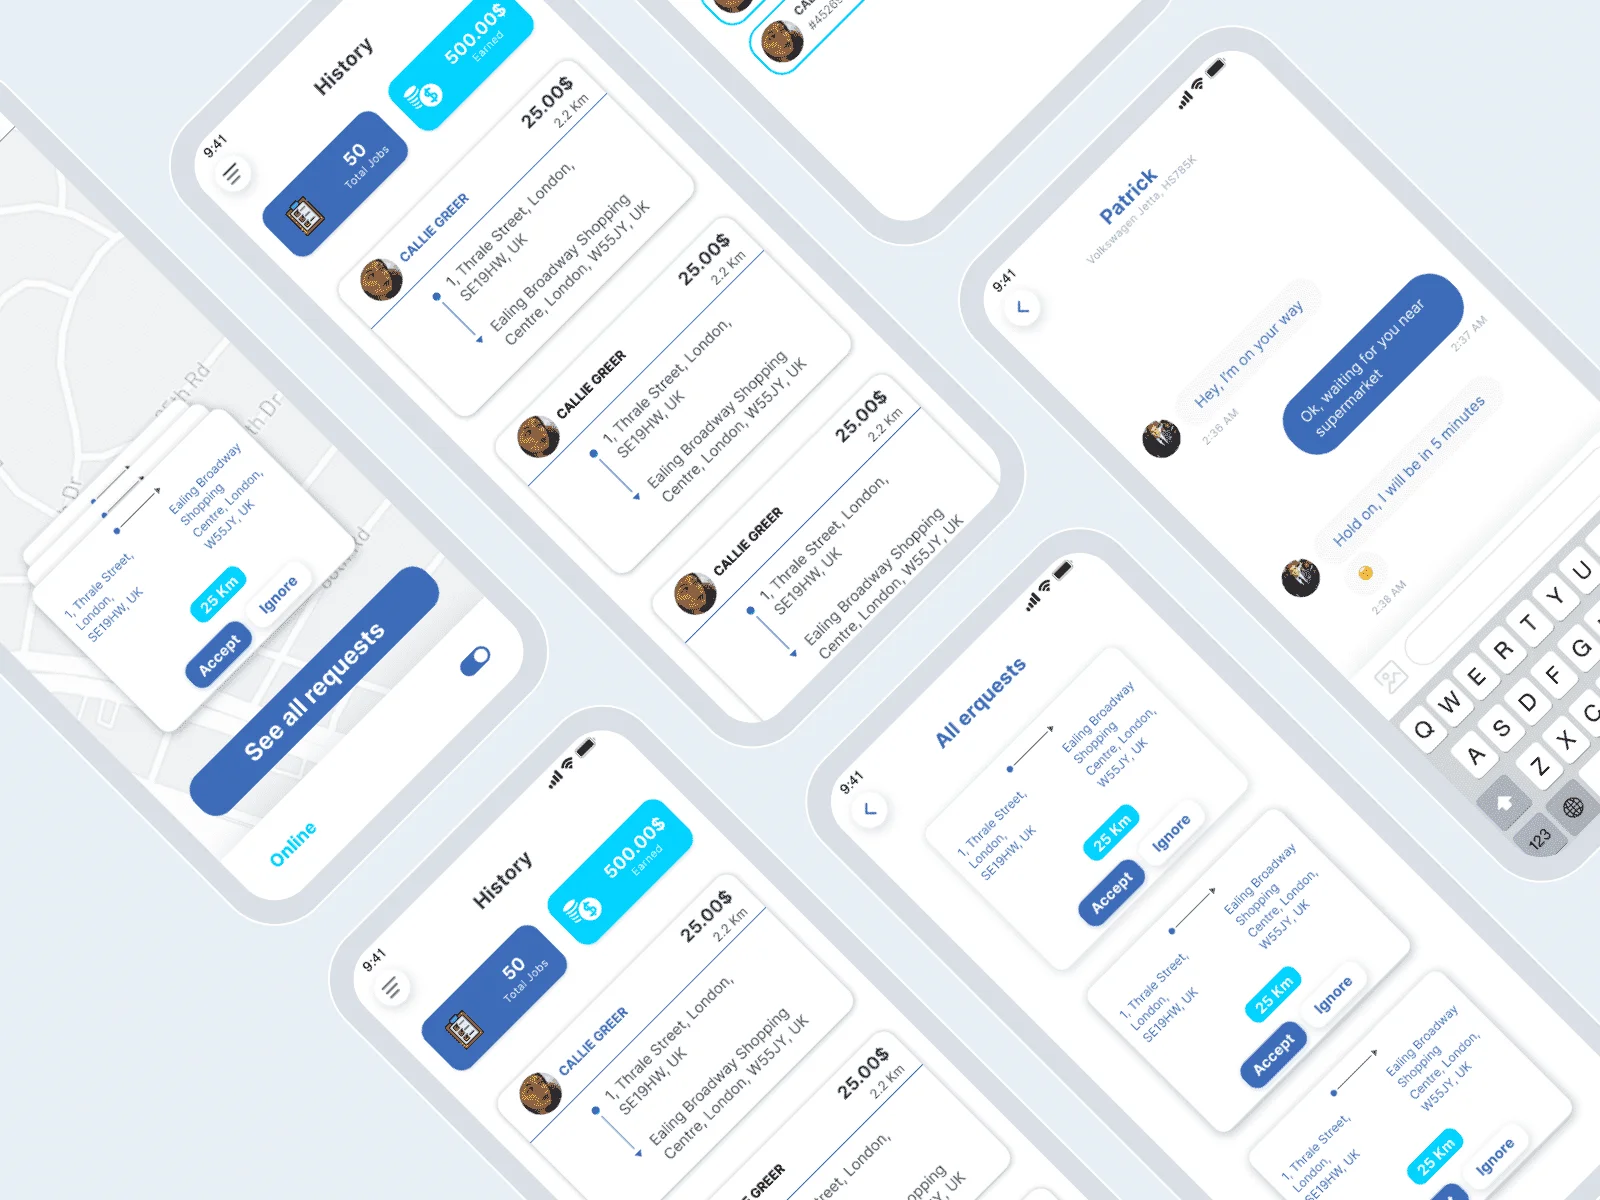 th Rd
th Dr
Dr
Ealing Broadway
Shopping
Centre, London,
W55JY, UK
1, Thrale Street,
London,
SE19HW, UK
25 Km
Ignore
Accept
See all requests
Online
9:41
History
50
Total Jobs
500.00$
Earned
CALLIE GREER
25.00$
2.2 Km
1, Thrale Street, London,
SE19HW, UK
Ealing Broadway Shopping
Centre, London, W55JY, UK
CALLIE GREER
25.00$
2.2 Km
1, Thrale Street, London,
SE19HW, UK
Ealing Broadway Shopping
Centre, London, W55JY, UK
CALLIE GREER
25.00$
2.2 Km
1, Thrale Street, London,
SE19HW, UK
Ealing Broadway Shopping
Centre, London, W55JY, UK
9:41
Patrick
Volkswagen Jetta, HS785K
Hey, I'm on your way
2:38 AM
Ok, waiting for you near
supermarket
2:37 AM
Hold on, I will be in 5 minutes
2:38 AM
Q W E R T Y U
A S D F G
Z X C
123
9:41
History
50
Total Jobs
500.00$
Earned
CALLIE GREER
25.00$
2.2 Km
1, Thrale Street, London,
SE19HW, UK
Ealing Broadway Shopping
Centre, London, W55JY, UK
GREER
25.00$
2.2 Km
Street, London,
Shopping
9:41
All erquests
Ealing Broadway
Shopping
Centre, London,
W55JY, UK
1, Thrale Street,
London,
SE19HW, UK
25 Km
Ignore
Accept
Ealing Broadway
Shopping
Centre, London,
W55JY, UK
1, Thrale Street,
London,
SE19HW, UK
25 Km
Ignore
Accept
Ealing Broadway
Shopping
Centre, London,
W55JY, UK
1, Thrale Street,
London,
SE19HW, UK
25 Km
Ignore